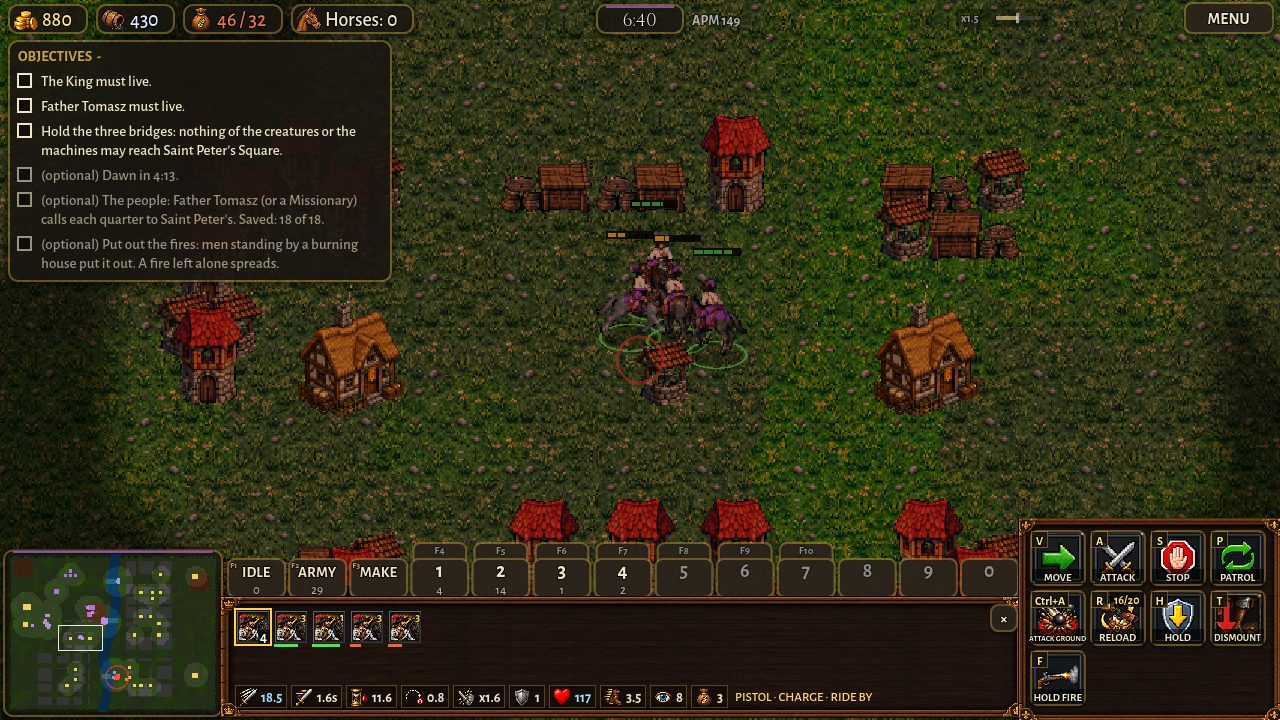 880
430
46 / 32
Horses: 0
6:40
APM 149
x1.5
MENU
OBJECTIVES -
The King must live.
Father Tomasz must live.
Hold the three bridges: nothing of the creatures or the
machines may reach Saint Peter's Square.
(optional) Dawn in 4:13.
(optional) The people: Father Tomasz (or a Missionary)
calls each quarter to Saint Peter's. Saved: 18 of 18.
(optional) Put out the fires: men standing by a burning
house put it out. A fire left alone spreads.
F1 IDLE 0
F2 ARMY 29
F3 MAKE
F4 1 4
F5 2 14
F6 3 1
F7 4 2
F8 5
F9 6
F10 7
8
9
0
4
3
1
3
3
×
18.5
1.6s
11.6
0.8
x1.6
1
117
3.5
8
3
PISTOL · CHARGE · RIDE BY
V MOVE
A ATTACK
S STOP
P PATROL
Ctrl+A ATTACK GROUND
R 16/20 RELOAD
H HOLD
T DISMOUNT
F HOLD FIRE